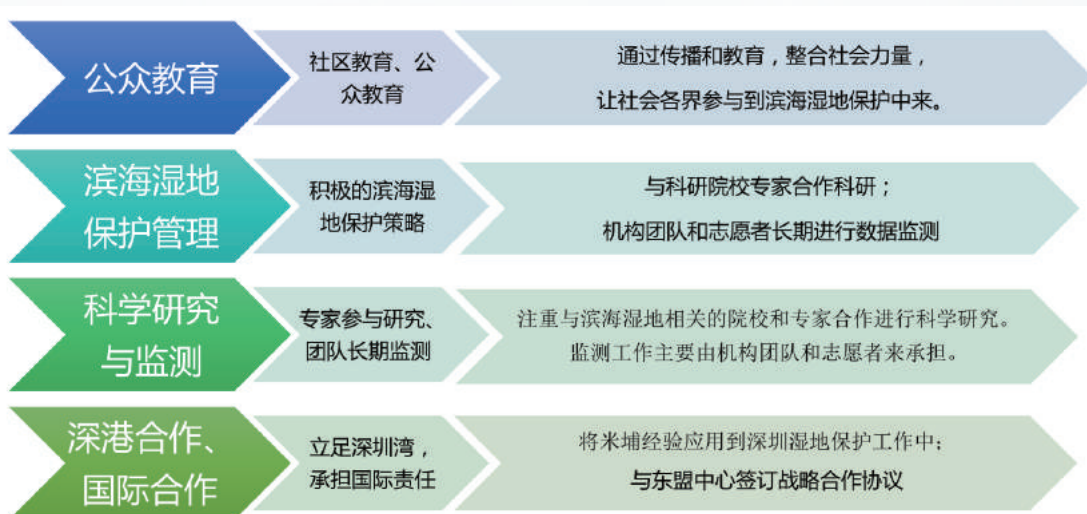 公众教育
社区教育、公
众教育
通过传播和教育，整合社会力量，
让社会各界参与到滨海湿地保护中来。
滨海湿地
保护管理
积极的滨海湿
地保护策略
与科研院校专家合作科研；
机构团队和志愿者长期进行数据监测
科学研究
与监测
专家参与研究、
团队长期监测
注重与滨海湿地相关的院校和专家合作进行科学研究。
监测工作主要由机构团队和志愿者来承担。
深港合作、
国际合作
立足深圳湾，
承担国际责任
将米埔经验应用到深圳湿地保护工作中;
与东盟中心签订战略合作协议